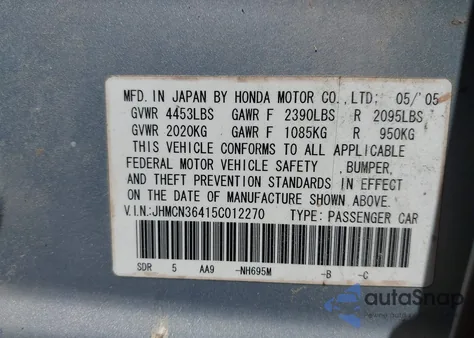 MFD. IN JAPAN BY HONDA MOTOR CO.,LTD: 05/'05
GVWR 4453LBS GAWR F 2390LBS R 2095LBS
GVWR 2020KG GAWR F 1085KG R 950KG
THIS VEHICLE CONFORMS TO ALL APPLICABLE
FEDERAL MOTOR VEHICLE SAFETY ,BUMPER,
AND THEFT PREVENTION STANDARDS IN EFFECT
ON THE DATE OF MANUFACTURE SHOWN ABOVE.
V.I.N:JHMCN36415C012270 TYPE: PASSENGER CAR
SDR 5 AA9 -NH695M -B -C
autoSnap